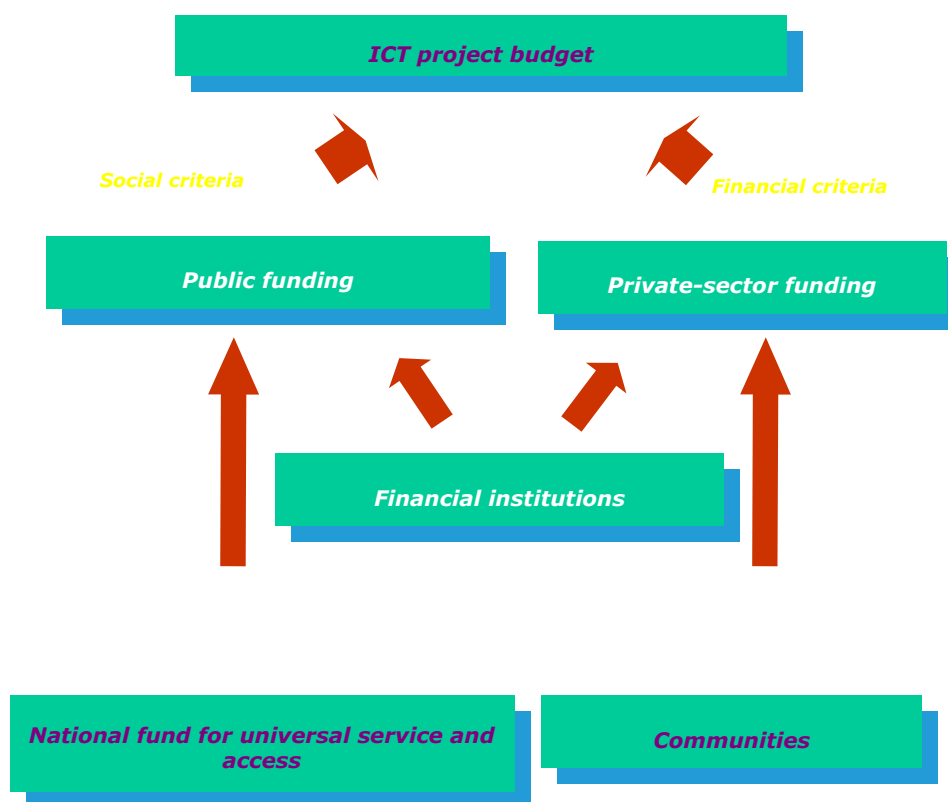 ICT project budget
Social criteria
Financial criteria
Public funding
Private-sector funding
Financial institutions
National fund for universal service and
access
Communities